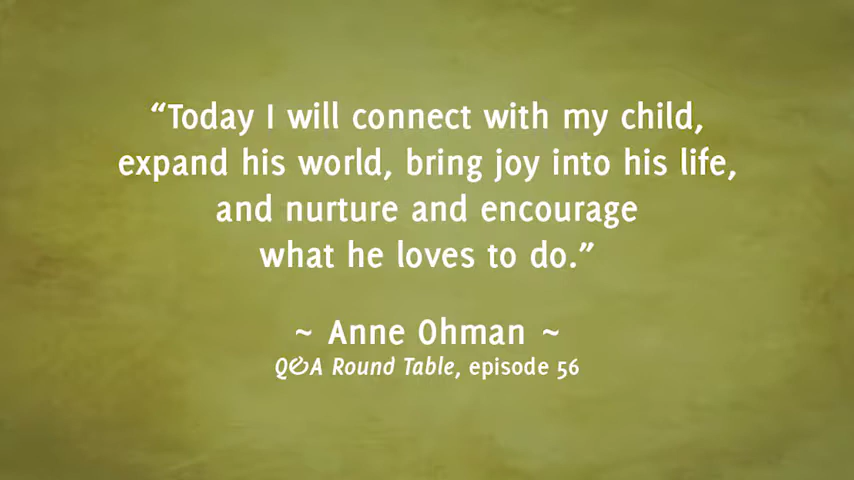 “Today I will connect with my child,
expand his world, bring joy into his life,
and nurture and encourage
what he loves to do.”
~ Anne Ohman ~
Q&A Round Table, episode 56